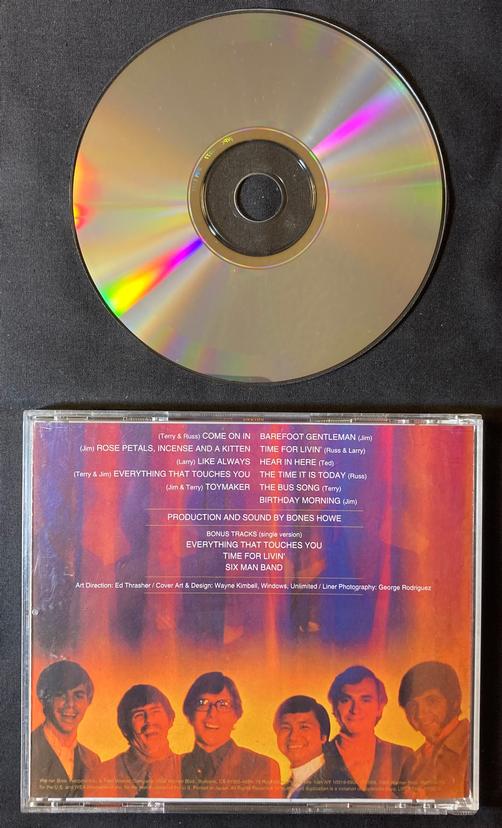 (Terry & Russ) COME ON IN
(Jim) ROSE PETALS, INCENSE AND A KITTEN
(Larry) LIKE ALWAYS
(Terry & Jim) EVERYTHING THAT TOUCHES YOU
(Jim & Terry) TOYMAKER
BAREFOOT GENTLEMAN (Jim)
TIME FOR LIVIN' (Russ & Larry)
HEAR IN HERE (Ted)
THE TIME IT IS TODAY (Russ)
THE BUS SONG (Terry)
BIRTHDAY MORNING (Jim)
PRODUCTION AND SOUND BY BONES HOWE
BONUS TRACKS (single version)
EVERYTHING THAT TOUCHES YOU
TIME FOR LIVIN'
SIX MAN BAND
Art Direction: Ed Thrasher / Cover Art & Design: Wayne Kimbell, Windows, Unlimited / Liner Photography: George Rodriguez